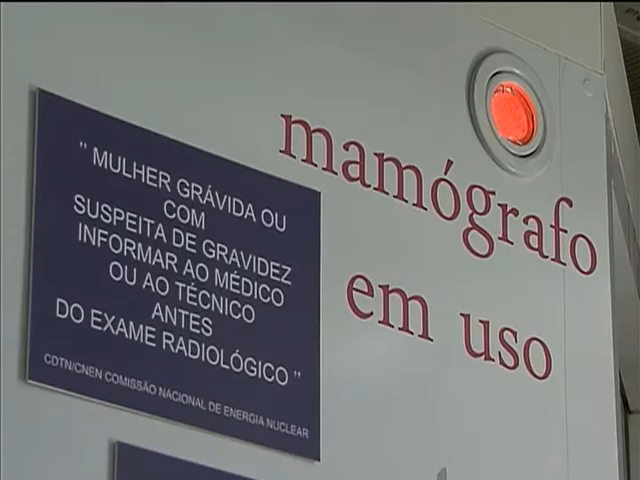 " MULHER GRÁVIDA OU
COM
SUSPEITA DE GRAVIDEZ
INFORMAR AO MÉDICO
OU AO TÉCNICO
ANTES
DO EXAME RADIOLÓGICO "
CDTN/CNEN COMISSÃO NACIONAL DE ENERGIA NUCLEAR
mamógrafo
em uso